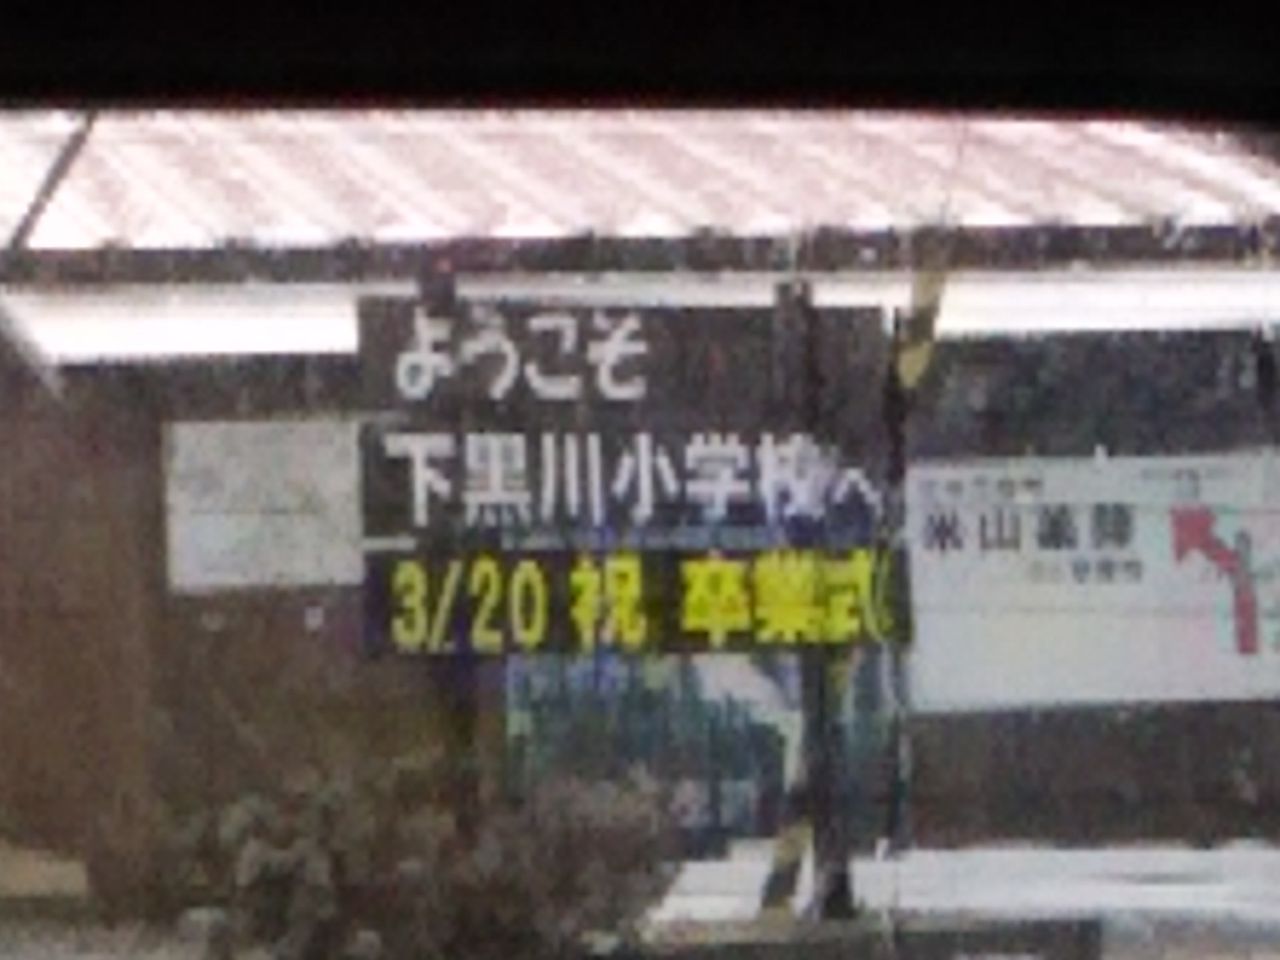 ようこそ
下黒川小学校へ
3/20 祝 卒業式
米山薬師